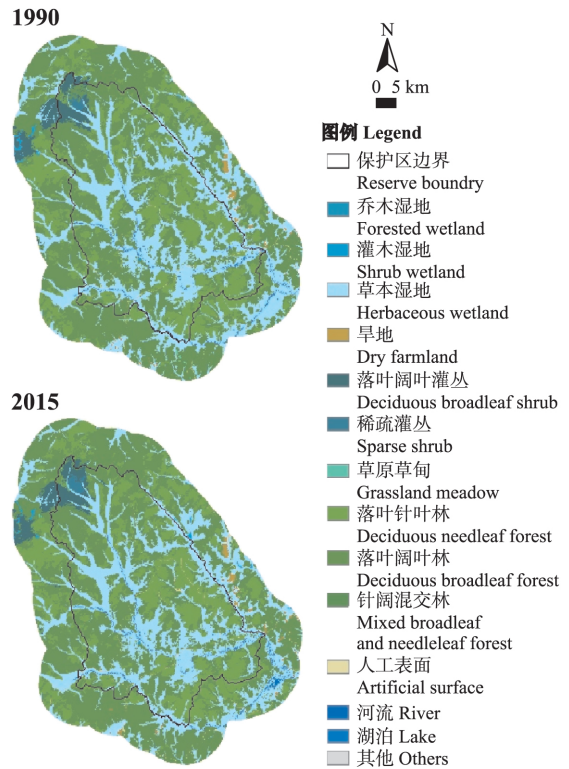 1990
N
0 5 km
图例 Legend
保护区边界
Reserve boundry
乔木湿地
Forested wetland
灌木湿地
Shrub wetland
草本湿地
Herbaceous wetland
旱地
Dry farmland
落叶阔叶灌丛
Deciduous broadleaf shrub
稀疏灌丛
Sparse shrub
草原草甸
Grassland meadow
落叶针叶林
Deciduous needleaf forest
落叶阔叶林
Deciduous broadleaf forest
针阔混交林
Mixed broadleaf
and needleleaf forest
人工表面
Artificial surface
河流 River
湖泊 Lake
其他 Others
2015